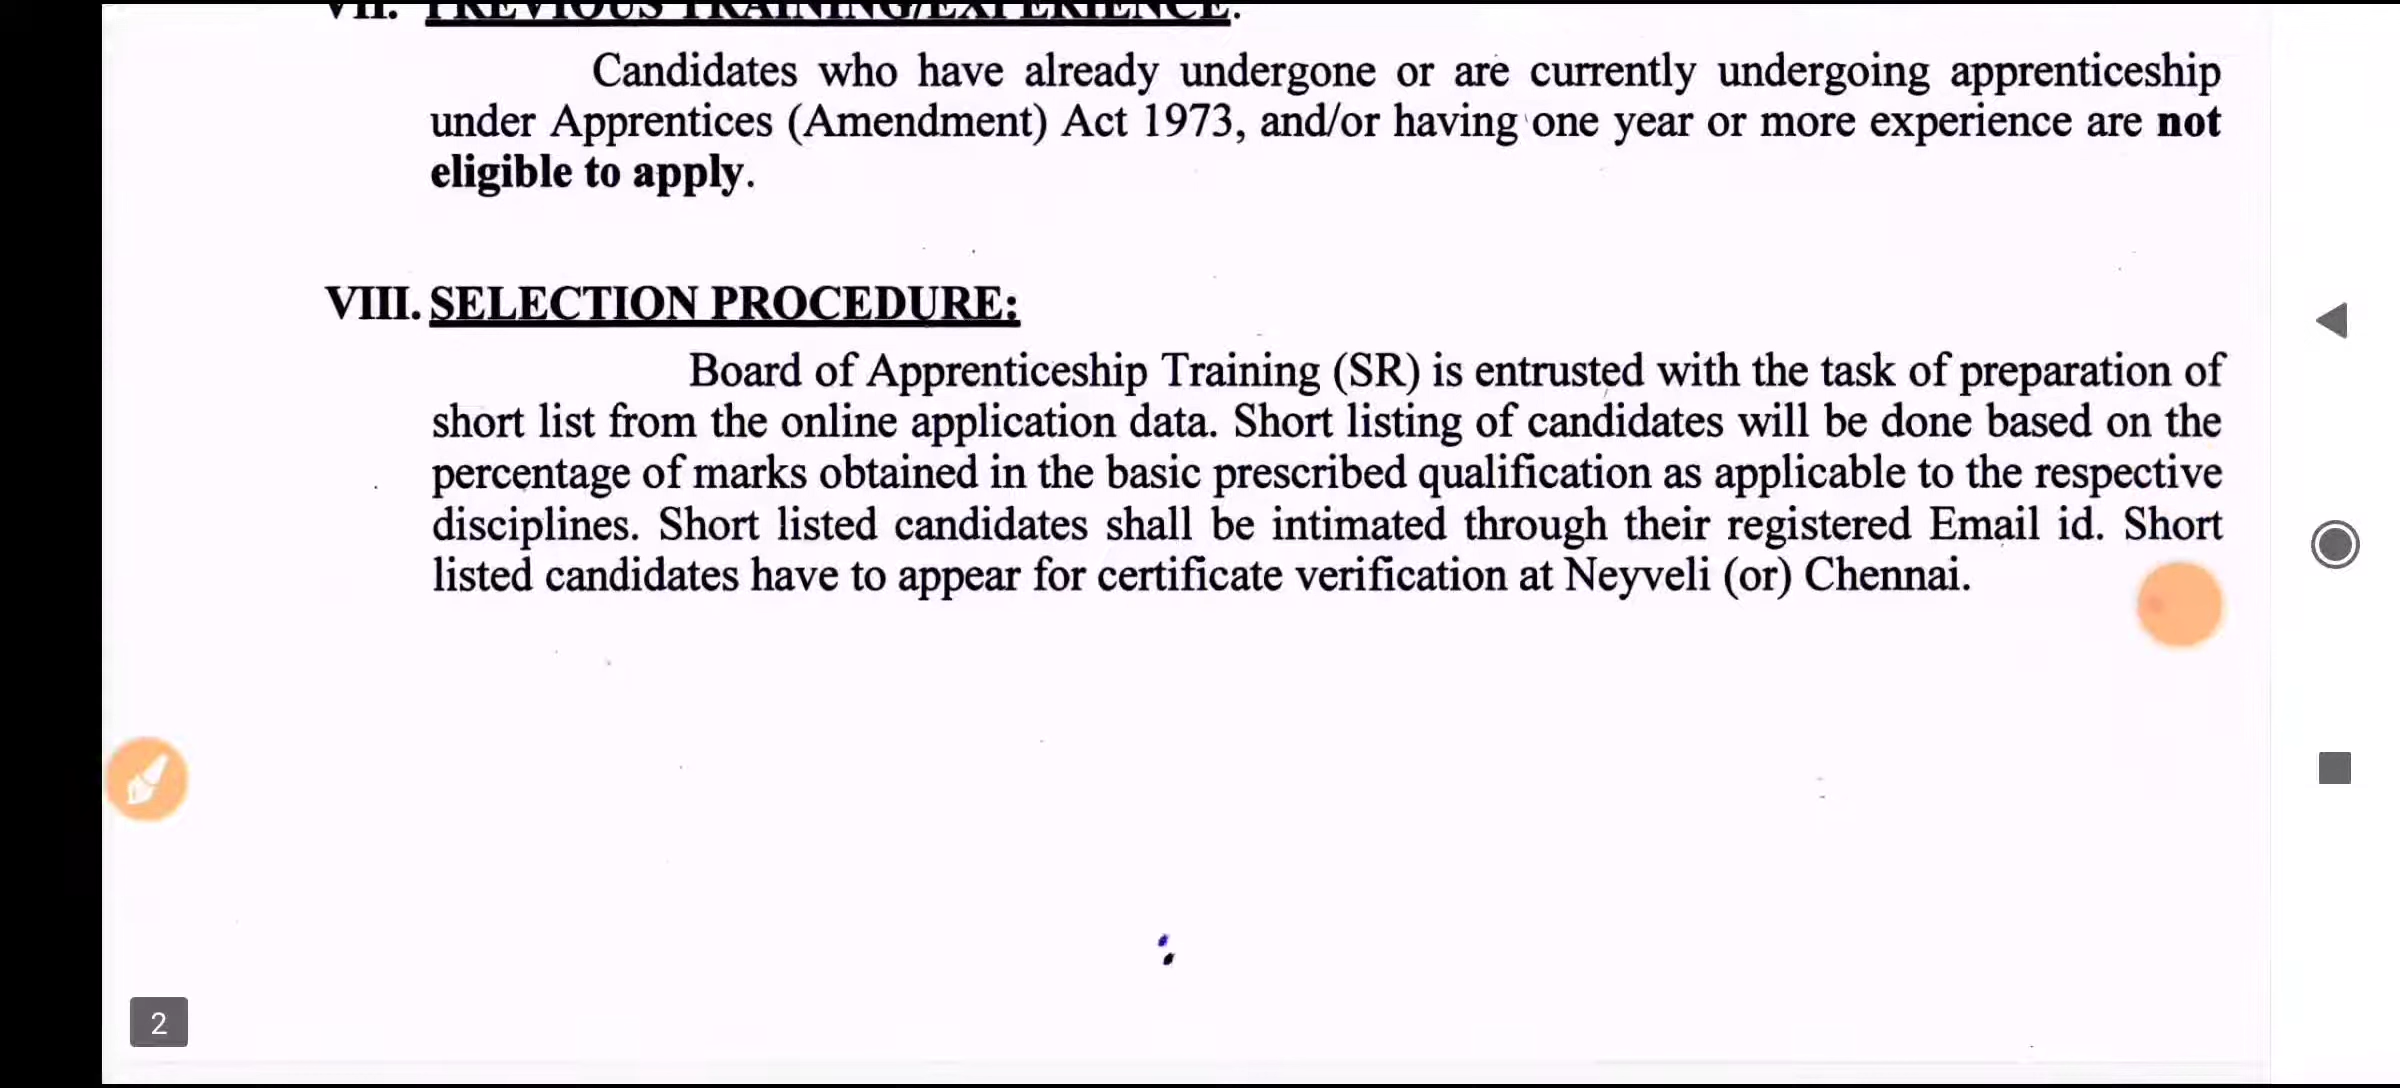 VII. PREVIOUS TRAINING/EXPERIENCE:
Candidates who have already undergone or are currently undergoing apprenticeship
under Apprentices (Amendment) Act 1973, and/or having one year or more experience are not
eligible to apply.
VIII. SELECTION PROCEDURE:
Board of Apprenticeship Training (SR) is entrusted with the task of preparation of
short list from the online application data. Short listing of candidates will be done based on the
percentage of marks obtained in the basic prescribed qualification as applicable to the respective
disciplines. Short listed candidates shall be intimated through their registered Email id. Short
listed candidates have to appear for certificate verification at Neyveli (or) Chennai.
2